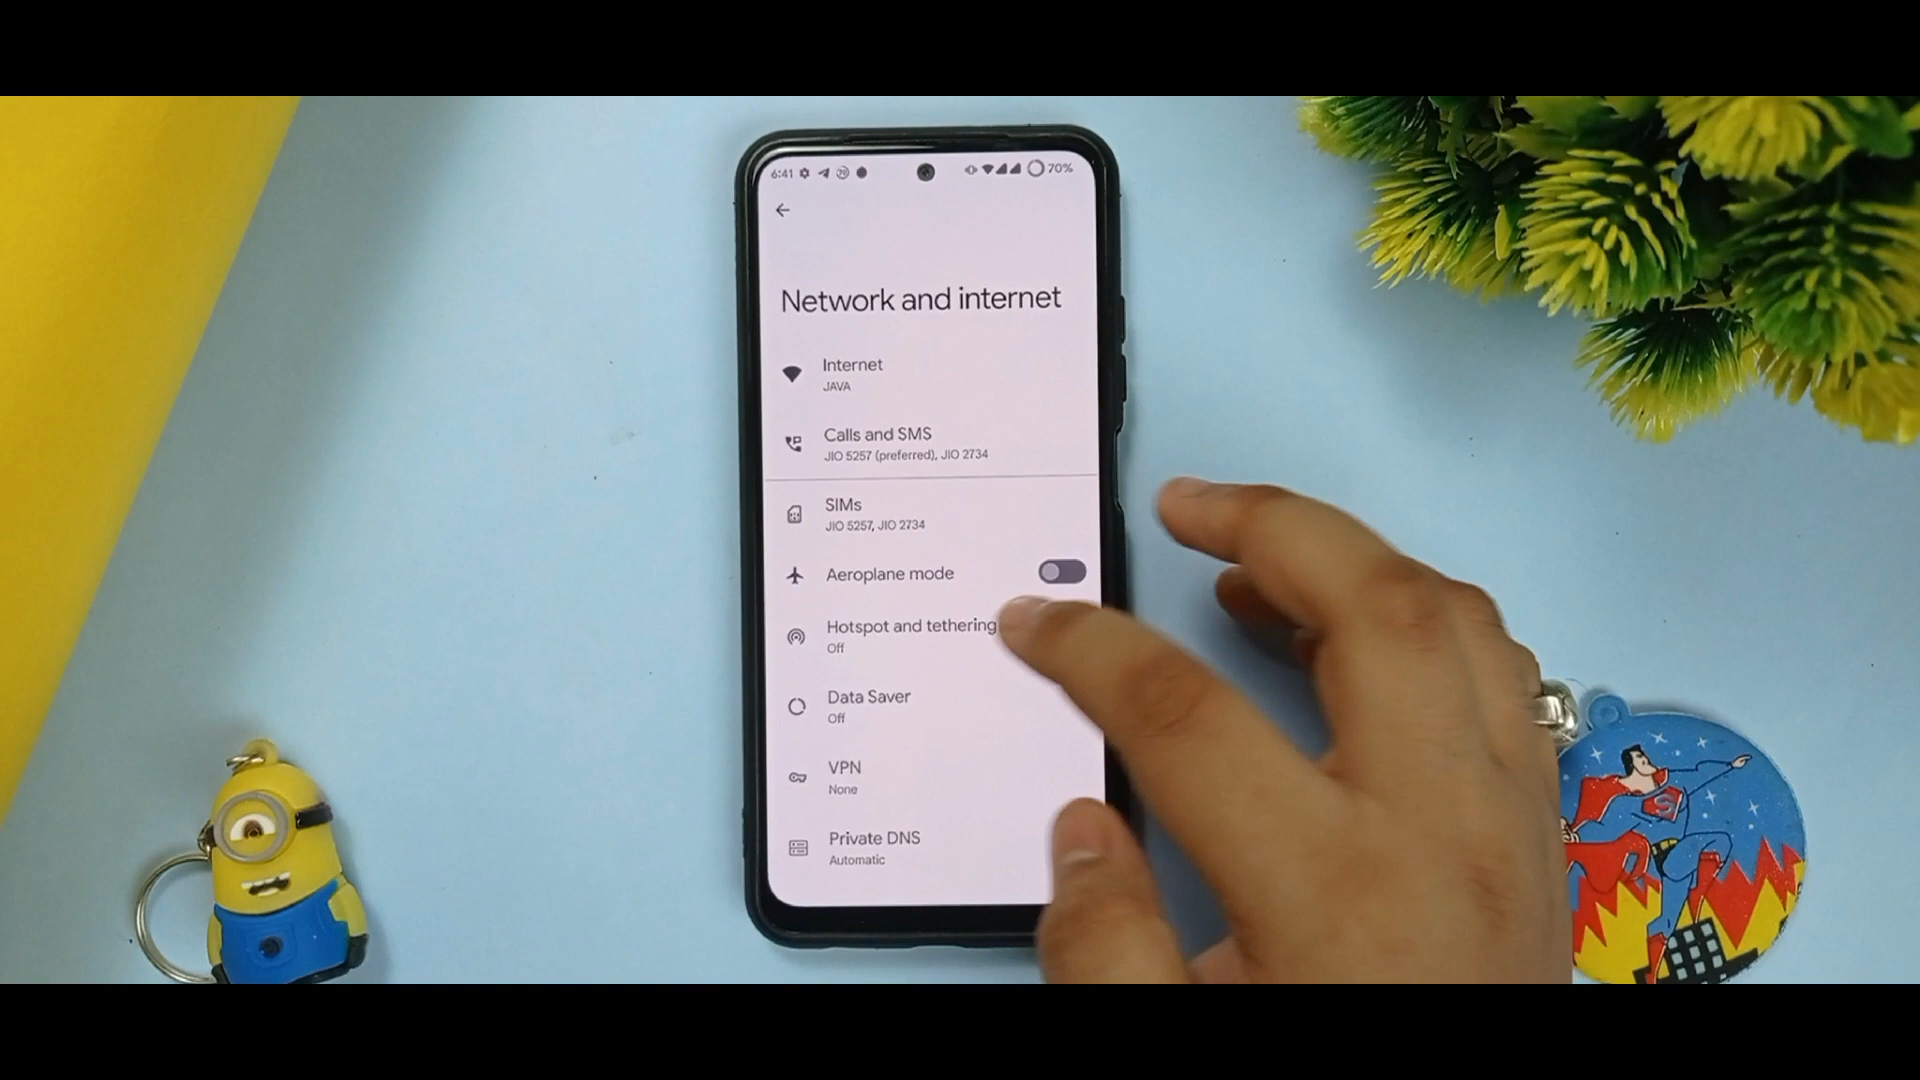 6:41 70%
Network and internet
Internet
JAVA
Calls and SMS
JIO 5257 (preferred), JIO 2734
SIMs
JIO 5257, JIO 2734
Aeroplane mode
Hotspot and tethering
Off
Data Saver
Off
VPN
None
Private DNS
Automatic
S